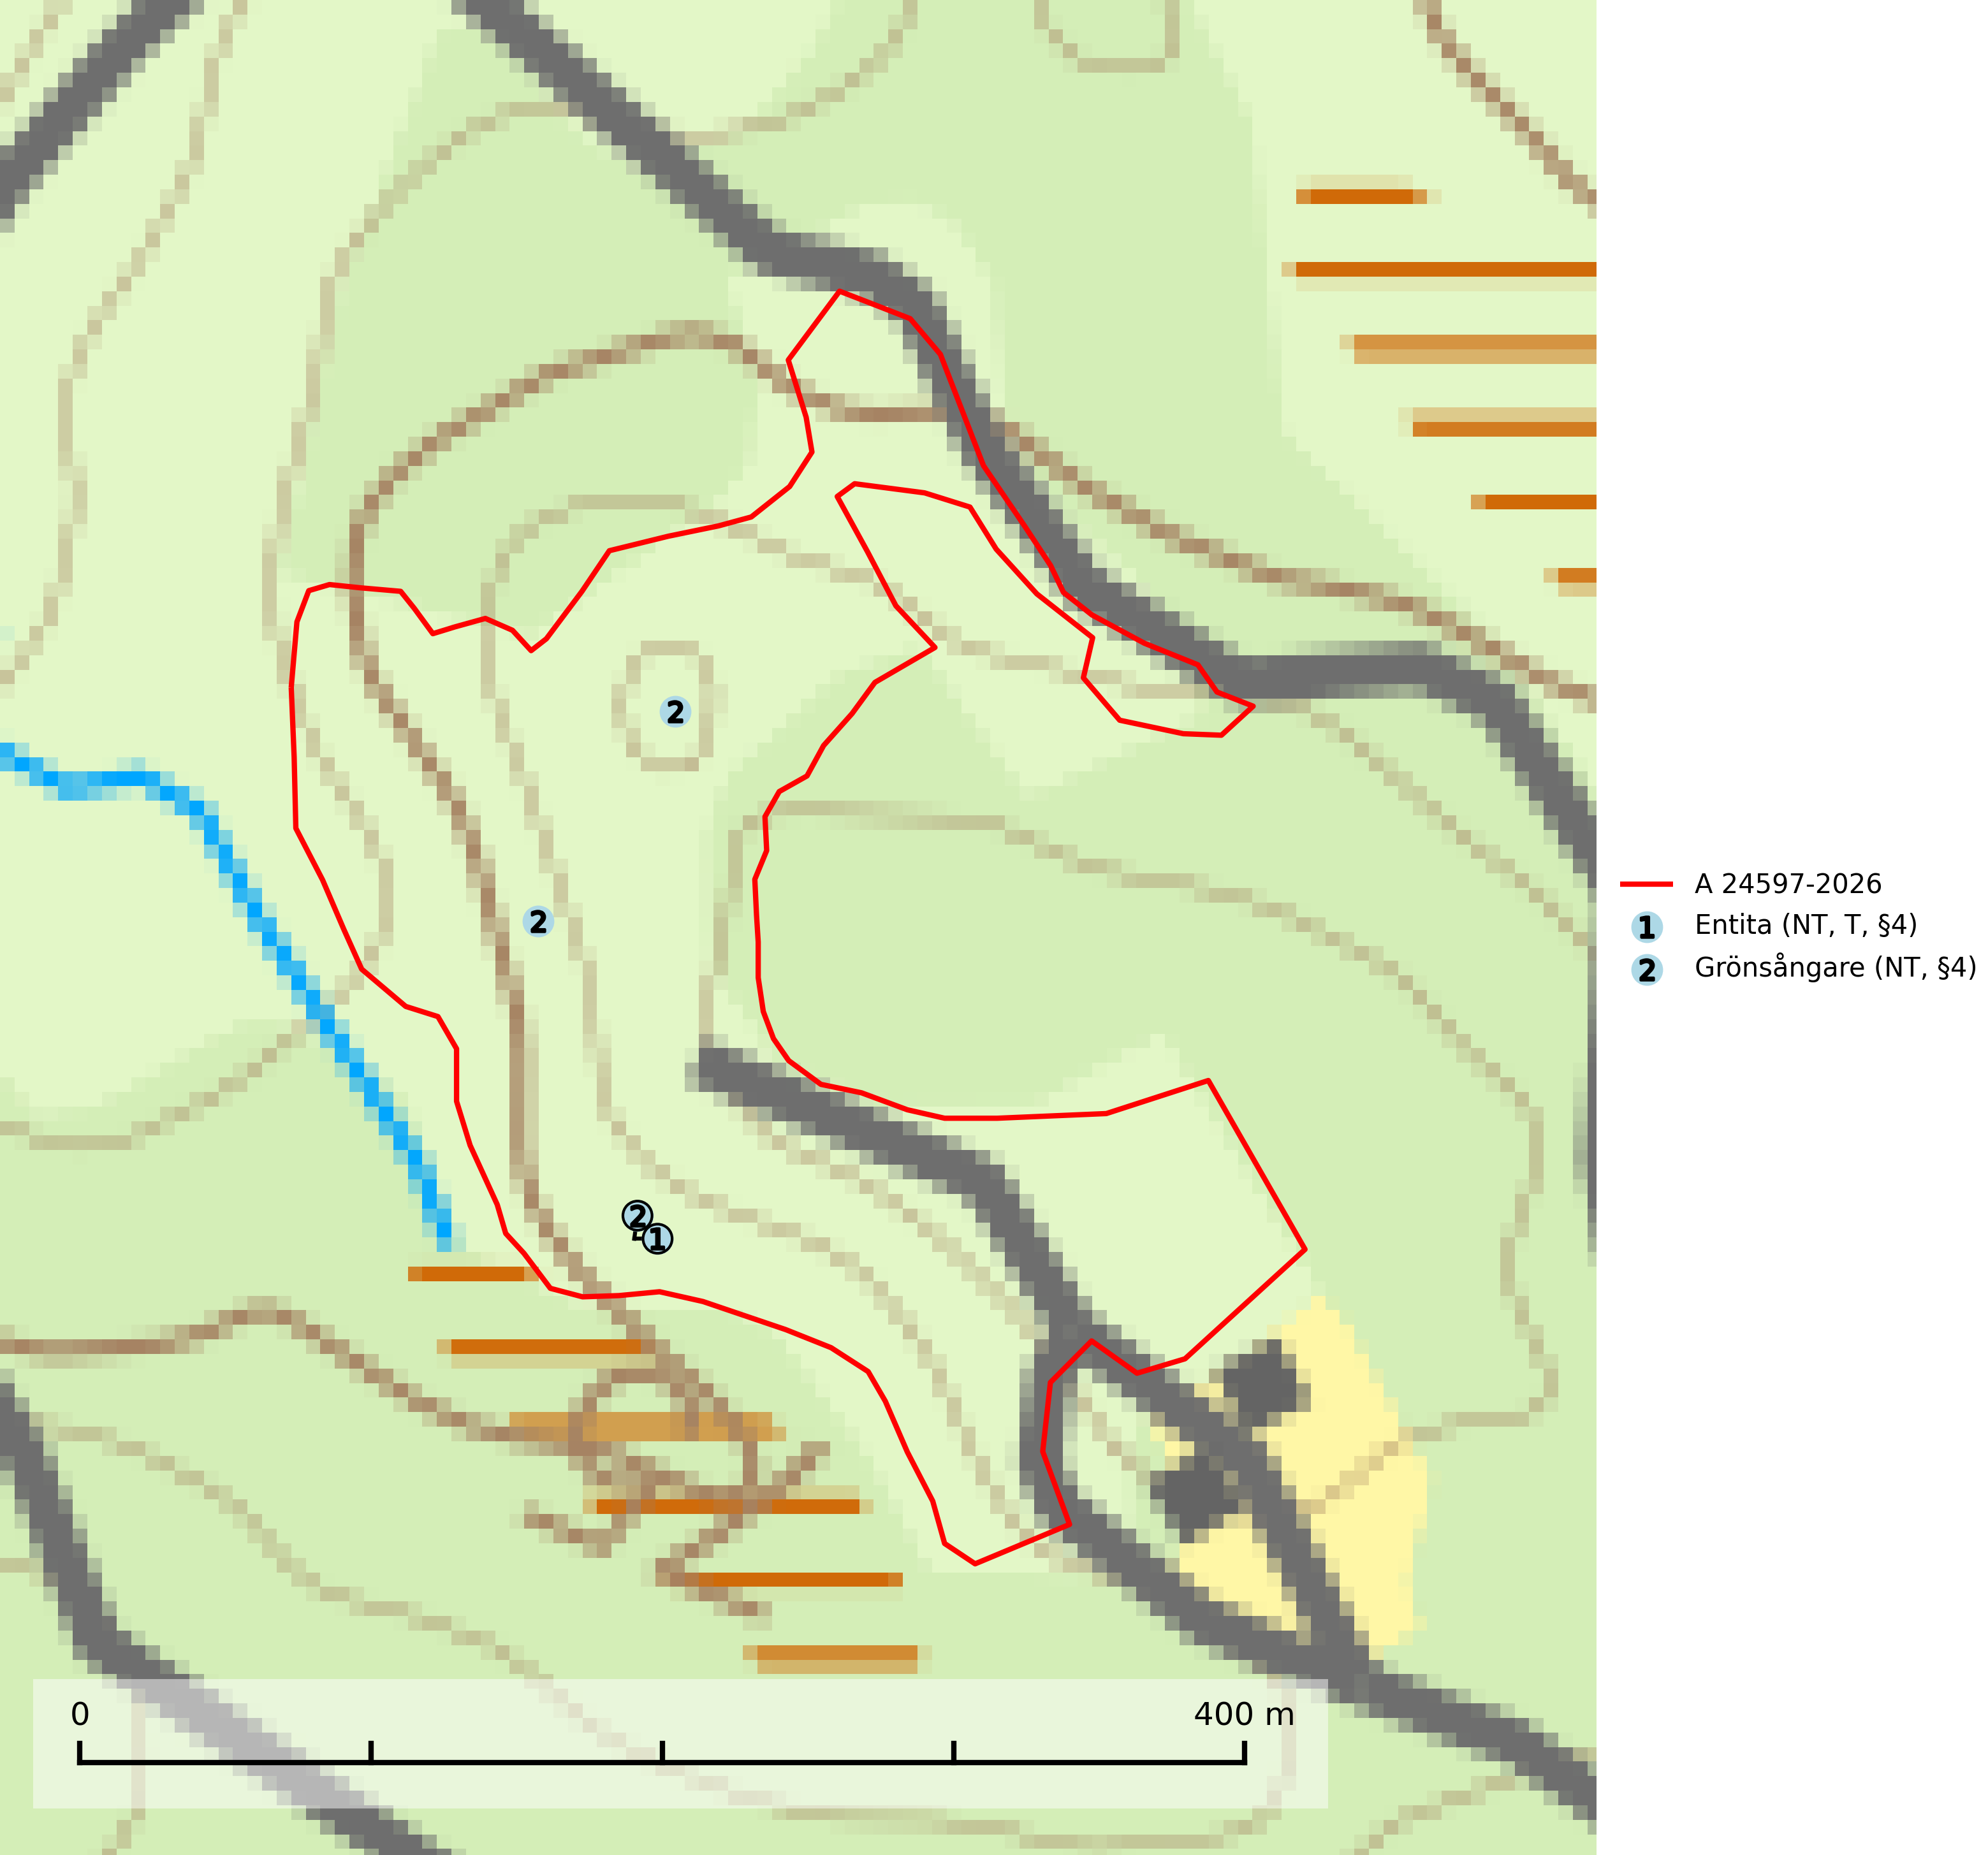 2
2
2
1
0
400 m
A 24597-2026
1 Entita (NT, T, §4)
2 Grönsångare (NT, §4)